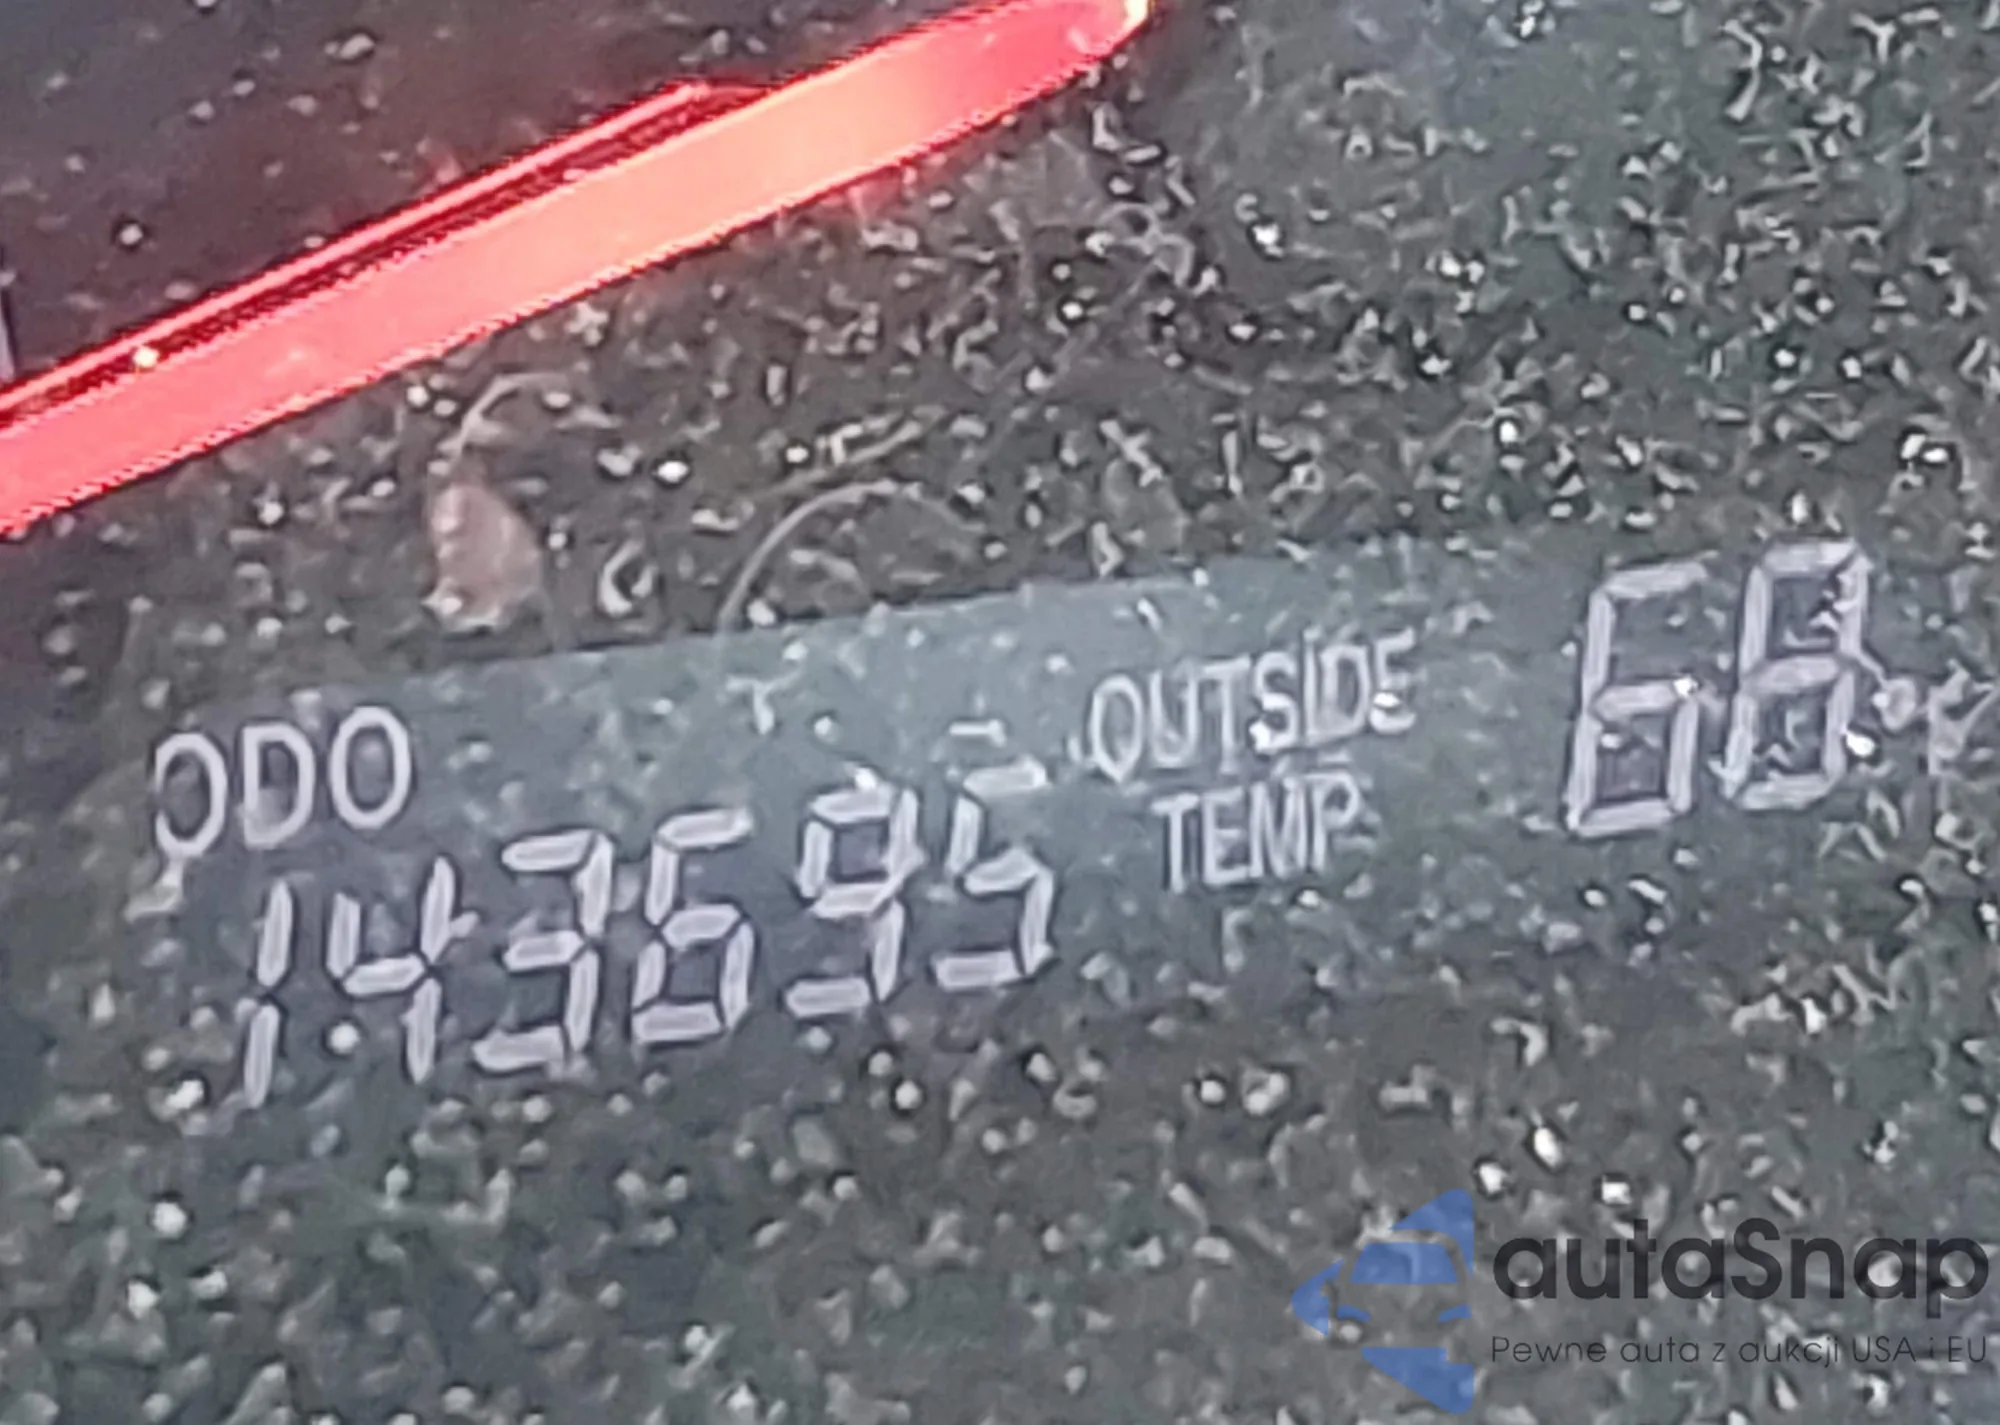 ODO
143695
OUTSIDE
TEMP
68°F
autaSnap
Pewne auta z aukcji USA i EU